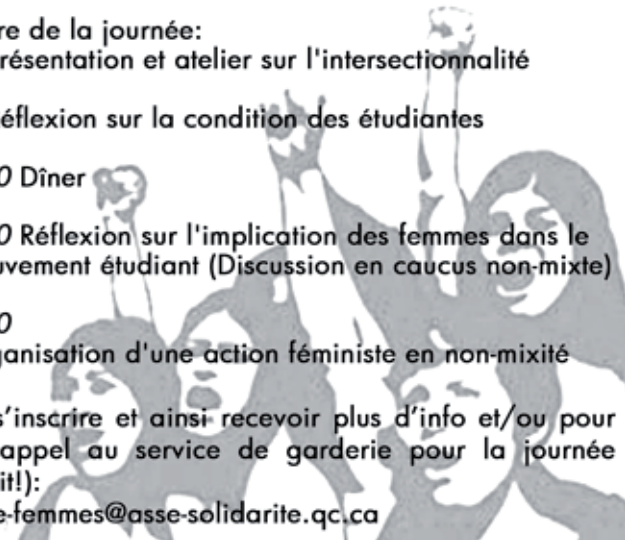 re de la journée:
résentation et atelier sur l'intersectionnalité
éflexion sur la condition des étudiantes
0 Dîner
0 Réflexion sur l'implication des femmes dans le
uvement étudiant (Discussion en caucus non-mixte)
0
ganisation d'une action féministe en non-mixité
s'inscrire et ainsi recevoir plus d'info et/ou pour
appel au service de garderie pour la journée
it!):
e-femmes@asse-solidarite.qc.ca